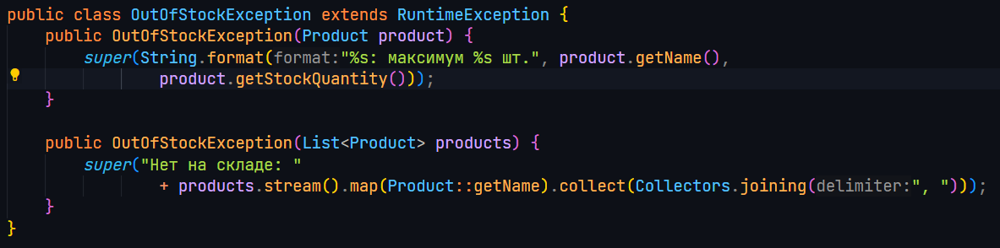 public class OutOfStockException extends RuntimeException {
    public OutOfStockException(Product product) {
        super(String.format(format:"%s: максимум %s шт.", product.getName(),
                product.getStockQuantity()));
    }

    public OutOfStockException(List<Product> products) {
        super("Нет на складе: "
                + products.stream().map(Product::getName).collect(Collectors.joining(delimiter:", ")));
    }
}